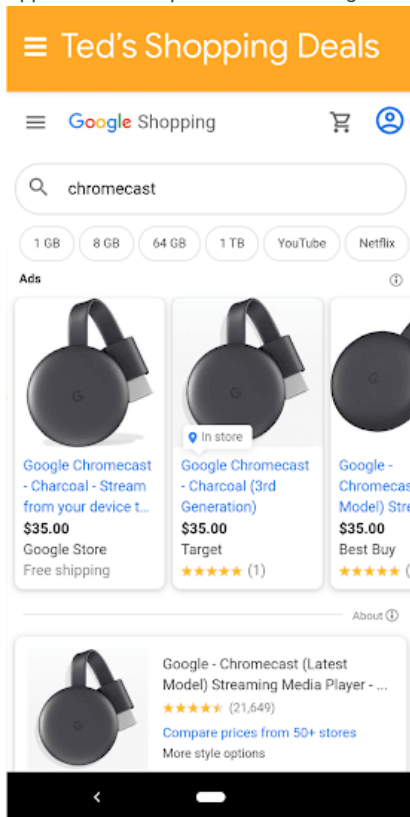 Ted's Shopping Deals
Google Shopping
chromecast
1 GB 8 GB 64 GB 1 TB YouTube Netflix
Ads
G G G
In store
Google Chromecast
- Charcoal - Stream
from your device t...
$35.00
Google Store
Free shipping
Google Chromecast
- Charcoal (3rd
Generation)
$35.00
Target
(1)
Google -
Chromecas
Model) Stre
$35.00
Best Buy
(
About
G
Google - Chromecast (Latest
Model) Streaming Media Player - ...
(21,649)
Compare prices from 50+ stores
More style options